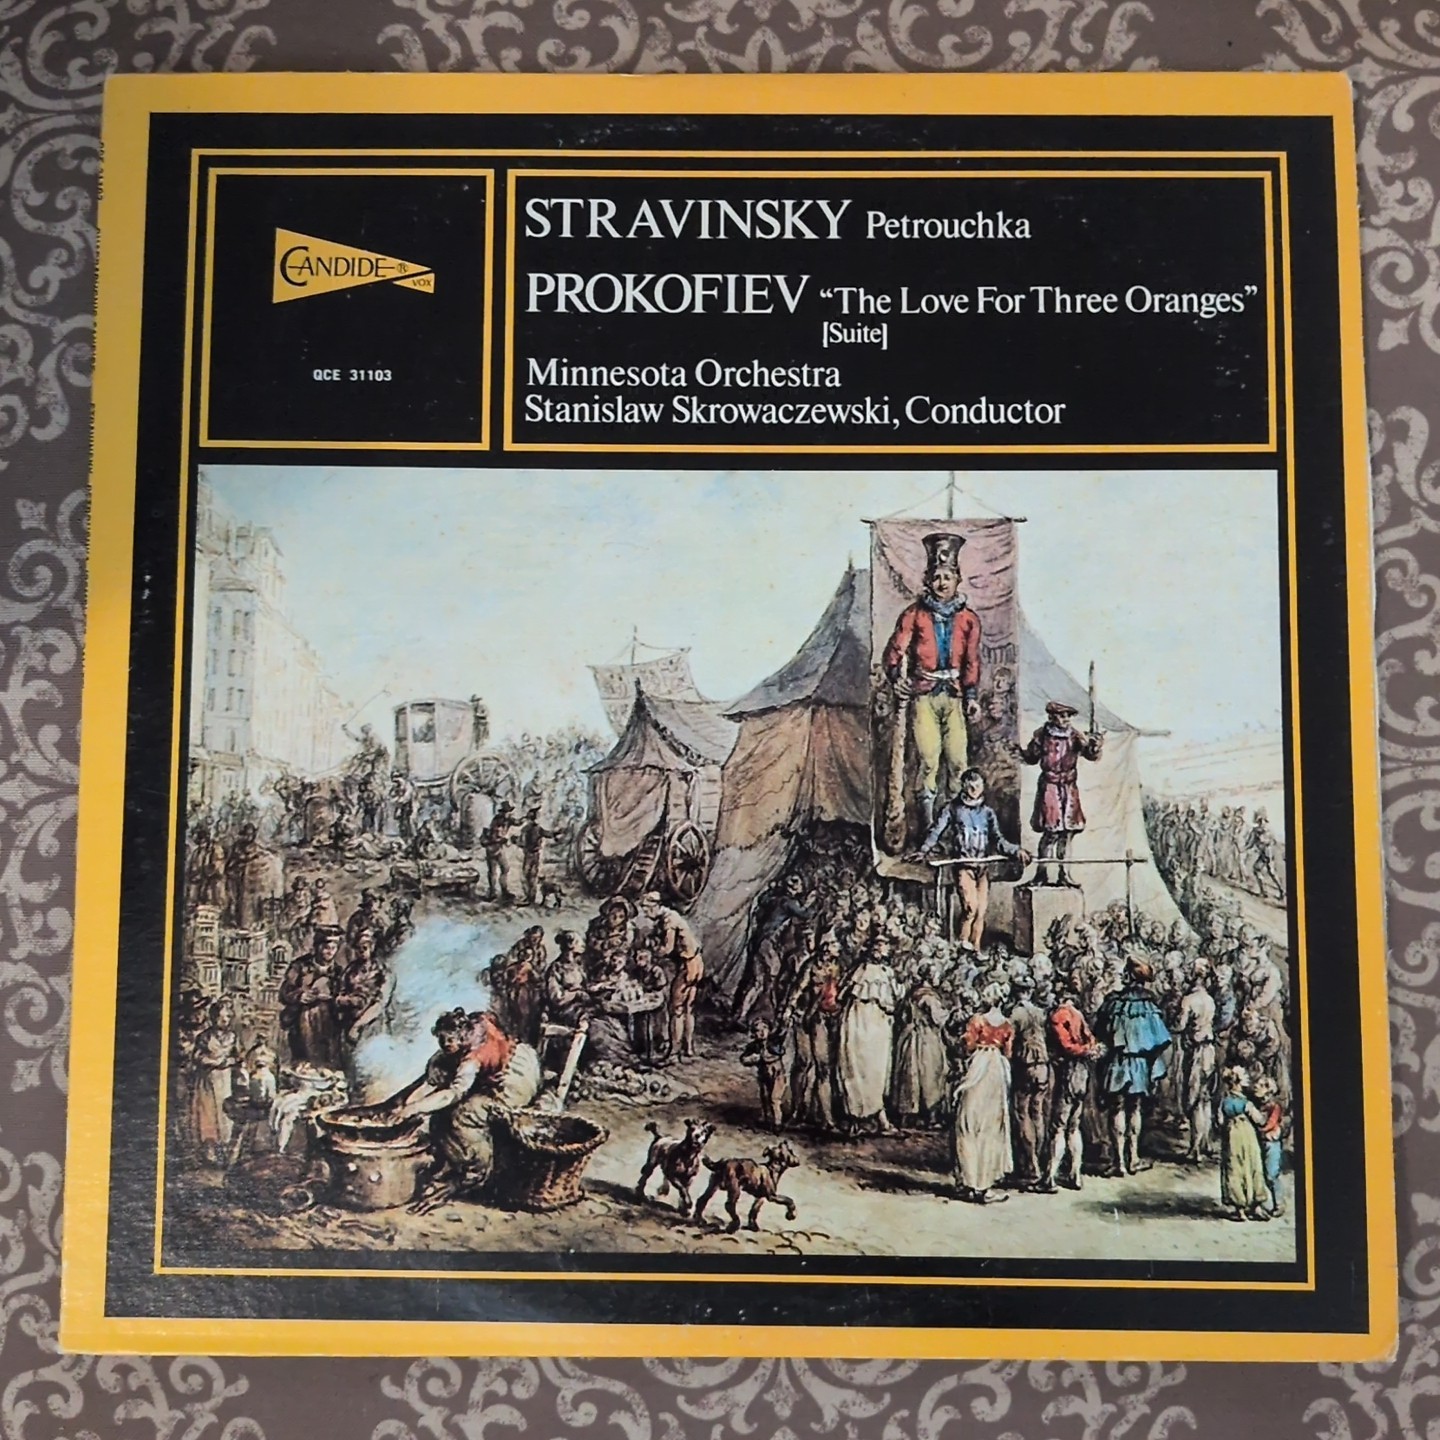 CANDIDE ®
VOX
QCE 31103
STRAVINSKY Petrouchka
PROKOFIEV “The Love For Three Oranges”
[Suite]
Minnesota Orchestra
Stanislaw Skrowaczewski, Conductor